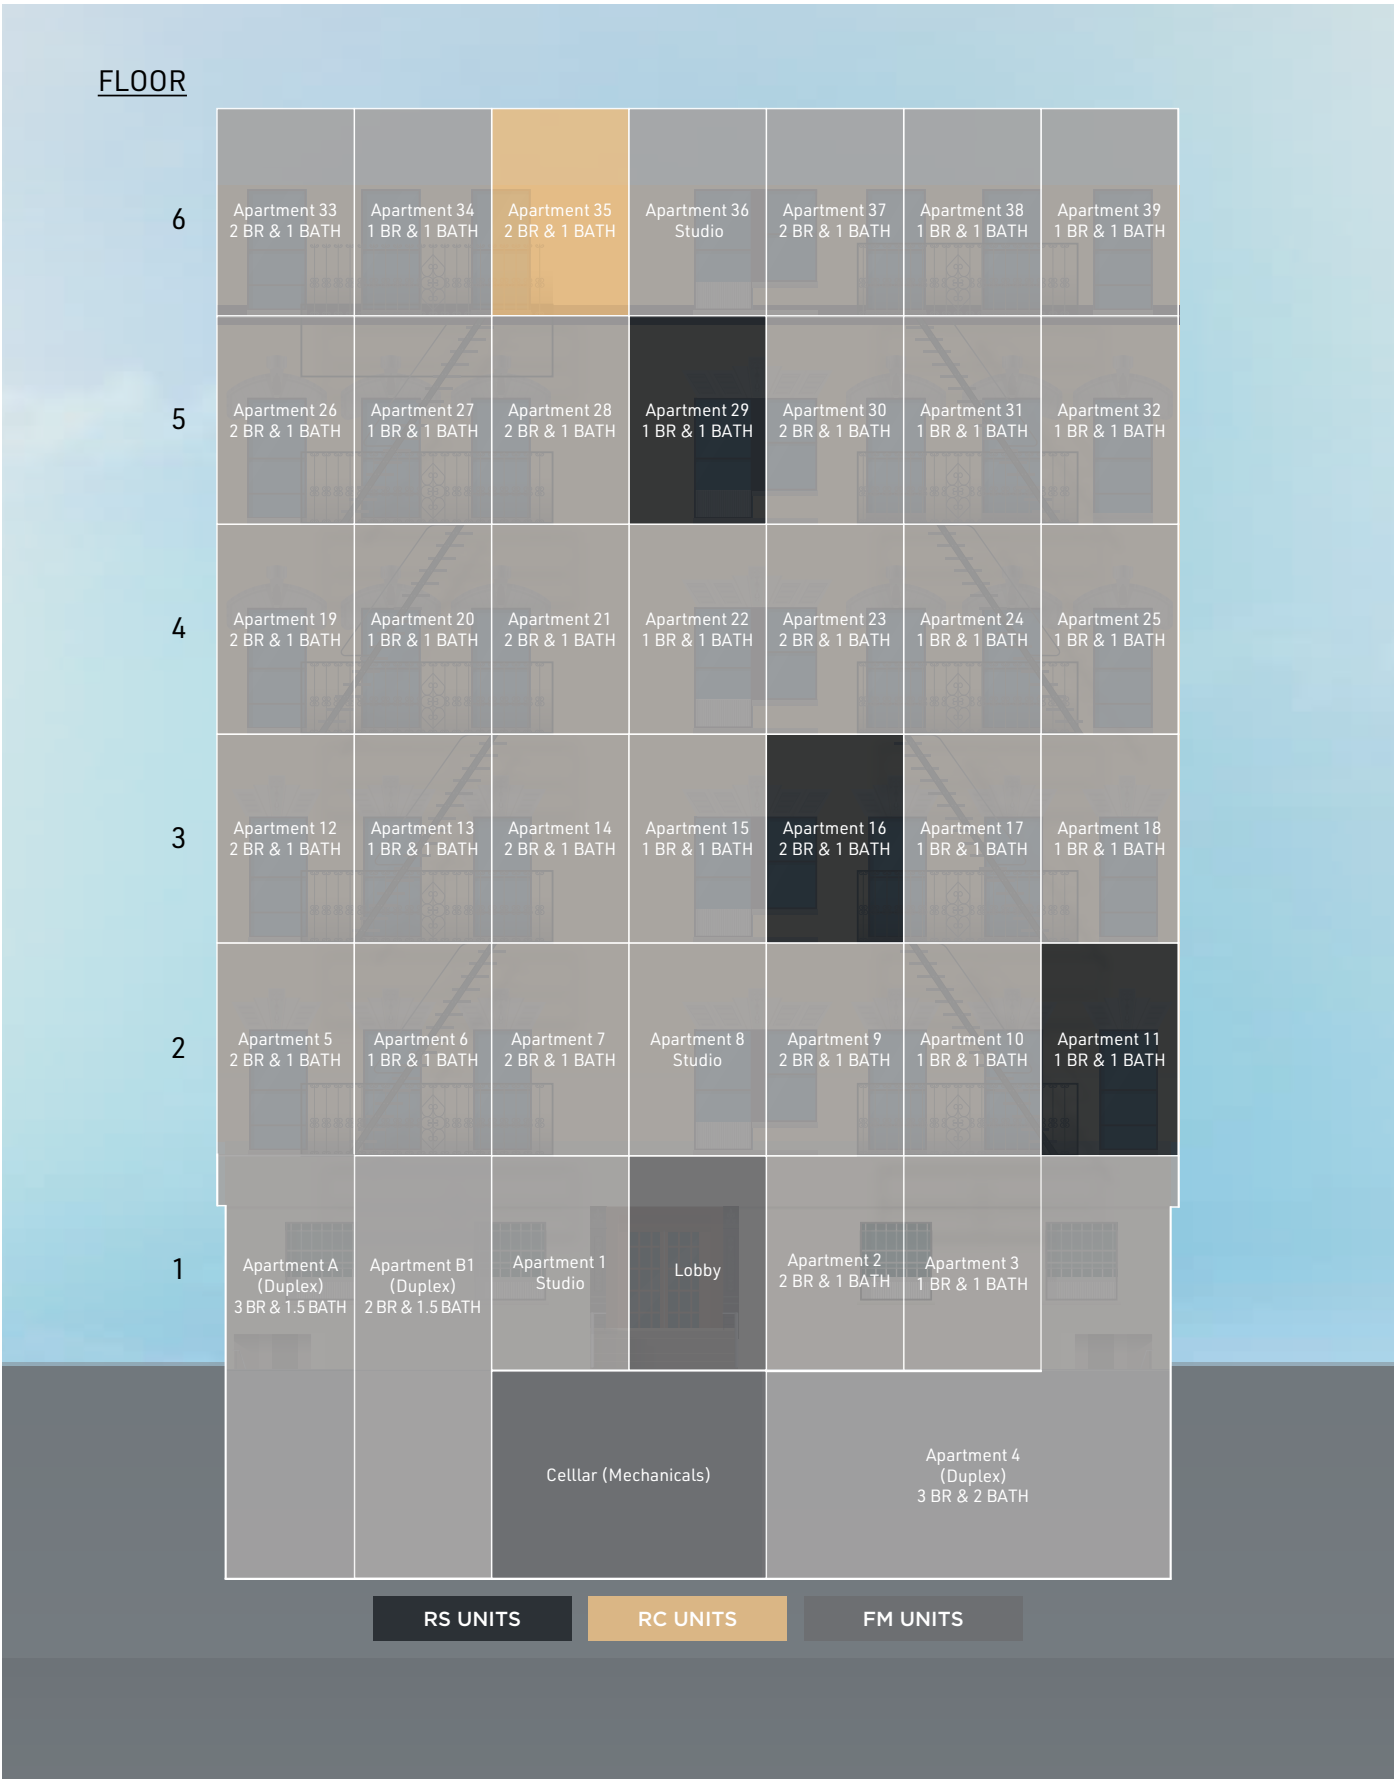 FLOOR
6
Apartment 33
2 BR & 1 BATH
Apartment 34
1 BR & 1 BATH
Apartment 35
2 BR & 1 BATH
Apartment 36
Studio
Apartment 37
2 BR & 1 BATH
Apartment 38
1 BR & 1 BATH
Apartment 39
1 BR & 1 BATH
5
Apartment 26
2 BR & 1 BATH
Apartment 27
1 BR & 1 BATH
Apartment 28
2 BR & 1 BATH
Apartment 29
1 BR & 1 BATH
Apartment 30
2 BR & 1 BATH
Apartment 31
1 BR & 1 BATH
Apartment 32
1 BR & 1 BATH
4
Apartment 19
2 BR & 1 BATH
Apartment 20
1 BR & 1 BATH
Apartment 21
2 BR & 1 BATH
Apartment 22
1 BR & 1 BATH
Apartment 23
2 BR & 1 BATH
Apartment 24
1 BR & 1 BATH
Apartment 25
1 BR & 1 BATH
3
Apartment 12
2 BR & 1 BATH
Apartment 13
1 BR & 1 BATH
Apartment 14
2 BR & 1 BATH
Apartment 15
1 BR & 1 BATH
Apartment 16
2 BR & 1 BATH
Apartment 17
1 BR & 1 BATH
Apartment 18
1 BR & 1 BATH
2
Apartment 5
2 BR & 1 BATH
Apartment 6
1 BR & 1 BATH
Apartment 7
2 BR & 1 BATH
Apartment 8
Studio
Apartment 9
2 BR & 1 BATH
Apartment 10
1 BR & 1 BATH
Apartment 11
1 BR & 1 BATH
1
Apartment A
(Duplex)
3 BR & 1.5 BATH
Apartment B1
(Duplex)
2 BR & 1.5 BATH
Apartment 1
Studio
Lobby
Apartment 2
2 BR & 1 BATH
Apartment 3
1 BR & 1 BATH
Celllar (Mechanicals)
Apartment 4
(Duplex)
3 BR & 2 BATH
RS UNITS
RC UNITS
FM UNITS